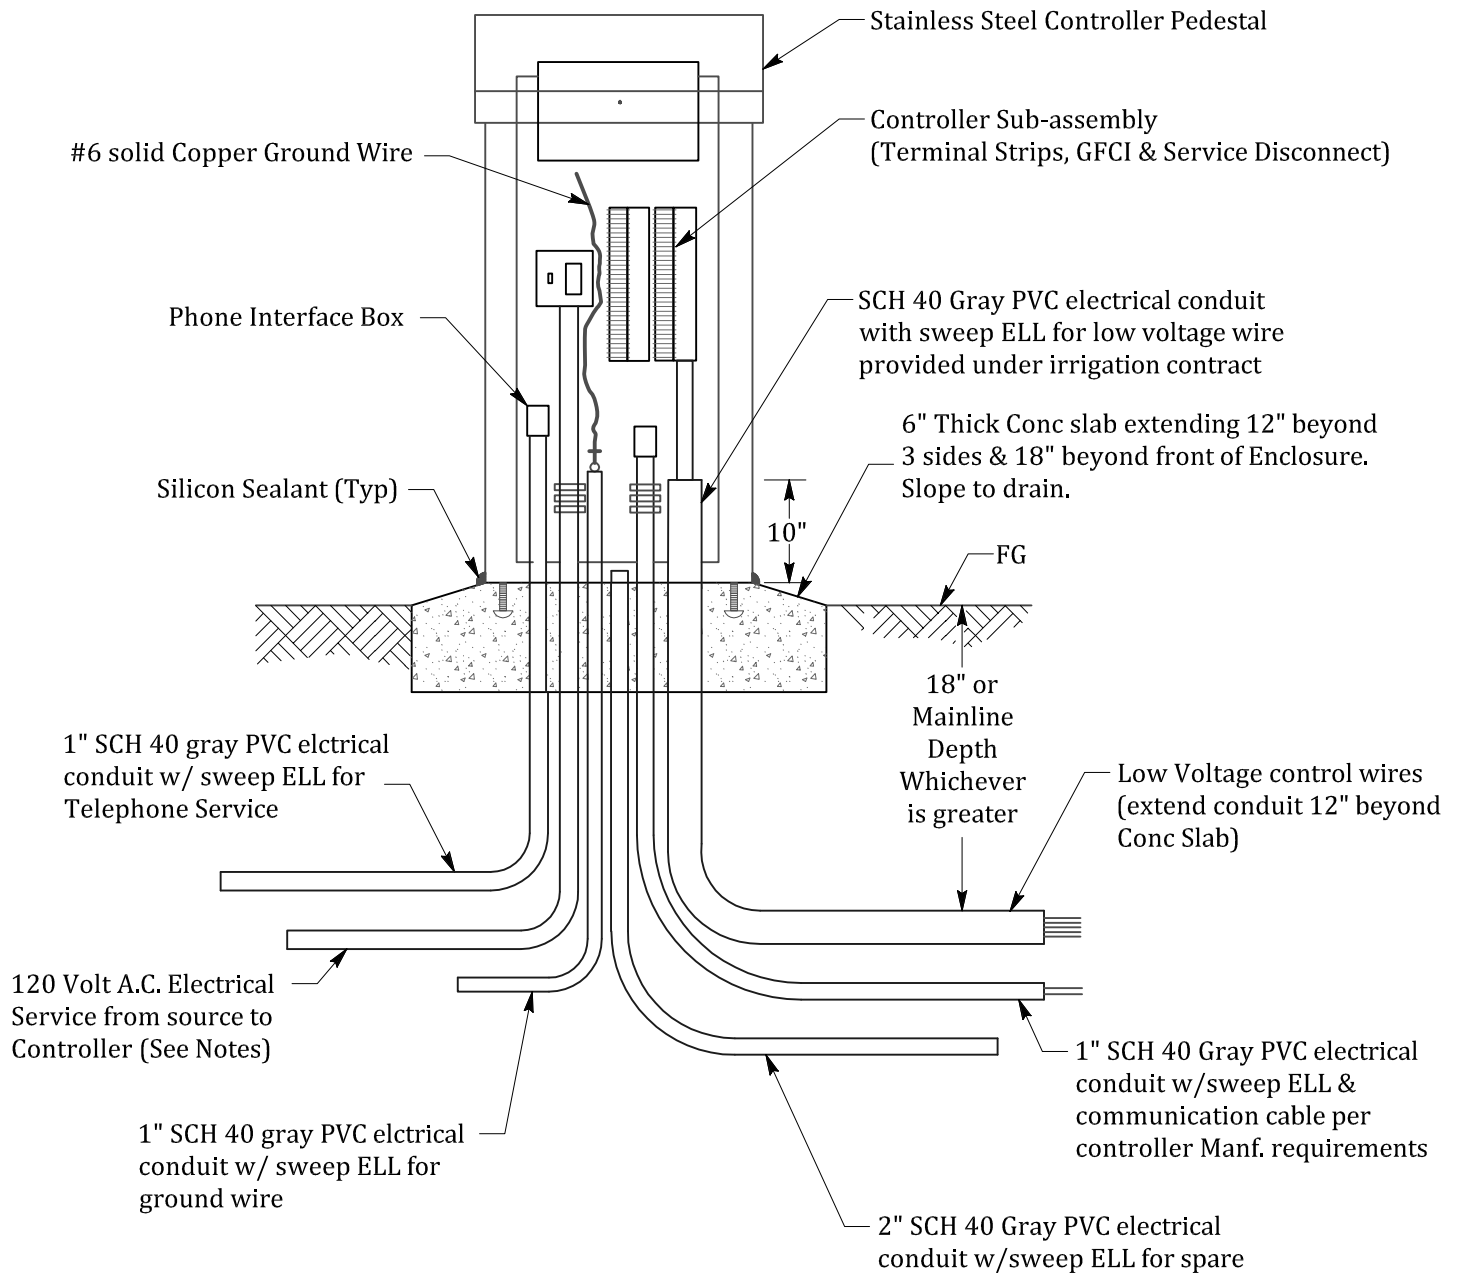 Stainless Steel Controller Pedestal
Controller Sub-assembly
(Terminal Strips, GFCI & Service Disconnect)
#6 solid Copper Ground Wire
SCH 40 Gray PVC electrical conduit
with sweep ELL for low voltage wire
provided under irrigation contract
Phone Interface Box
6" Thick Conc slab extending 12" beyond
3 sides & 18" beyond front of Enclosure.
Slope to drain.
Silicon Sealant (Typ)
10"
FG
18" or
Mainline
Depth
Whichever
is greater
1" SCH 40 gray PVC elctrical
conduit w/ sweep ELL for
Telephone Service
Low Voltage control wires
(extend conduit 12" beyond
Conc Slab)
120 Volt A.C. Electrical
Service from source to
Controller (See Notes)
1" SCH 40 Gray PVC electrical
conduit w/sweep ELL &
communication cable per
controller Manf. requirements
1" SCH 40 gray PVC elctrical
conduit w/ sweep ELL for
ground wire
2" SCH 40 Gray PVC electrical
conduit w/sweep ELL for spare